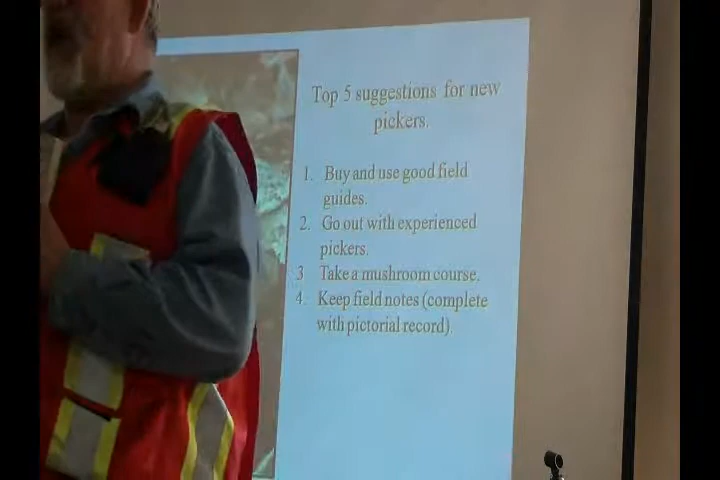 Top 5 suggestions for new
pickers.
1. Buy and use good field
guides.
2. Go out with experienced
pickers.
3 Take a mushroom course.
4. Keep field notes (complete
with pictorial record).